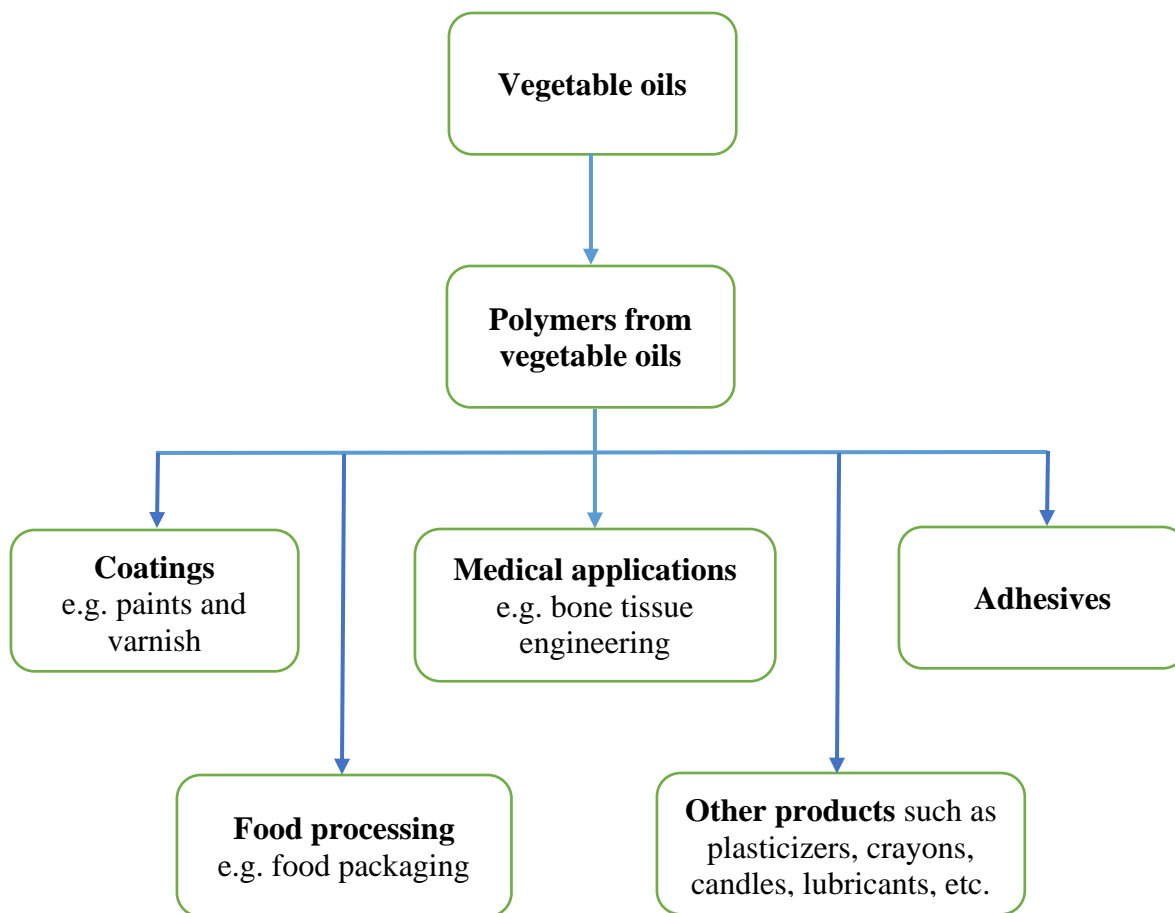 Vegetable oils
Polymers from
vegetable oils
Coatings
e.g. paints and
varnish
Medical applications
e.g. bone tissue
engineering
Adhesives
Food processing
e.g. food packaging
Other products such as
plasticizers, crayons,
candles, lubricants, etc.